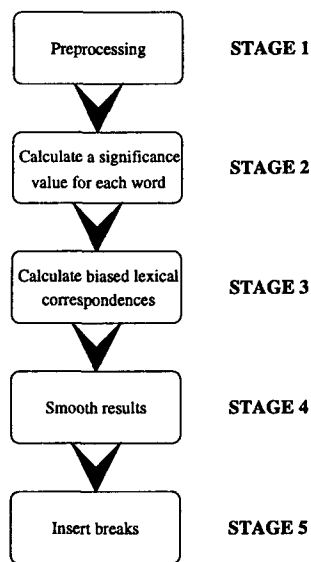 Preprocessing STAGE 1
Calculate a significance
value for each word
STAGE 2
Calculate biased lexical
correspondences
STAGE 3
Smooth results STAGE 4
Insert breaks STAGE 5